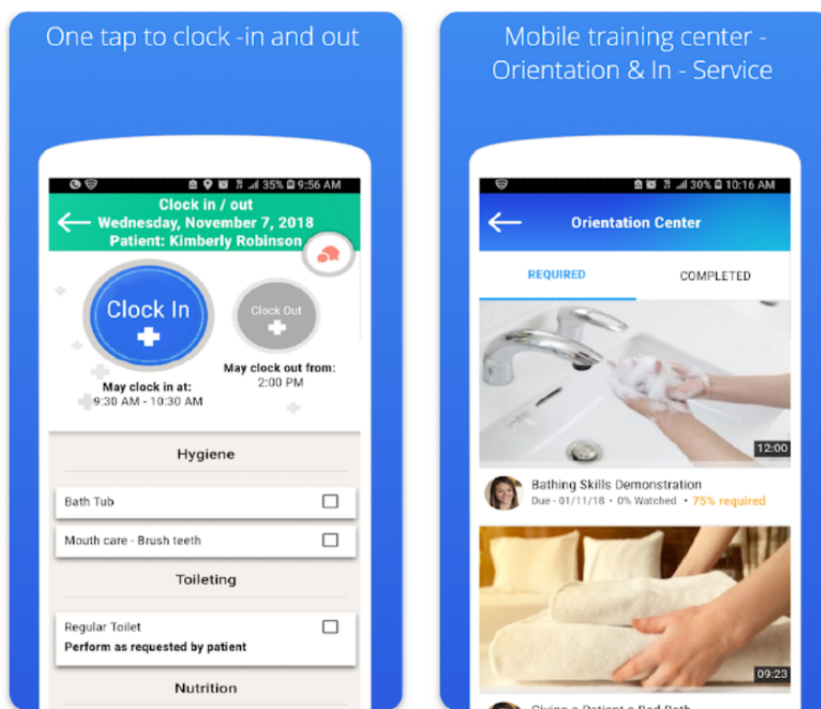 One tap to clock -in and out
35% 9:56 AM
Clock in / out
Wednesday, November 7, 2018
Patient: Kimberly Robinson
Clock In
Clock Out
May clock in at:
9:30 AM - 10:30 AM
May clock out from:
2:00 PM
Hygiene
Bath Tub
Mouth care - Brush teeth
Toileting
Regular Toilet
Perform as requested by patient
Nutrition
Mobile training center -
Orientation & In - Service
30% 10:16 AM
Orientation Center
REQUIRED
COMPLETED
12:00
Bathing Skills Demonstration
Due - 01/11/18 • 0% Watched • 75% required
09:23
Giving a Patient a Bed Bath